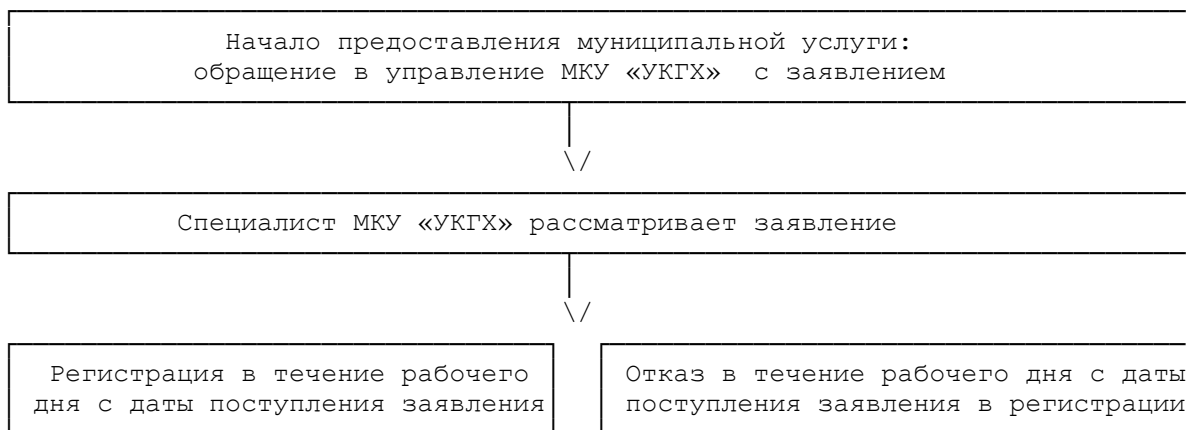 Начало предоставления муниципальной услуги:
обращение в управление МКУ «УКГХ» с заявлением
Специалист МКУ «УКГХ» рассматривает заявление
Регистрация в течение рабочего
дня с даты поступления заявления
Отказ в течение рабочего дня с даты
поступления заявления в регистрации